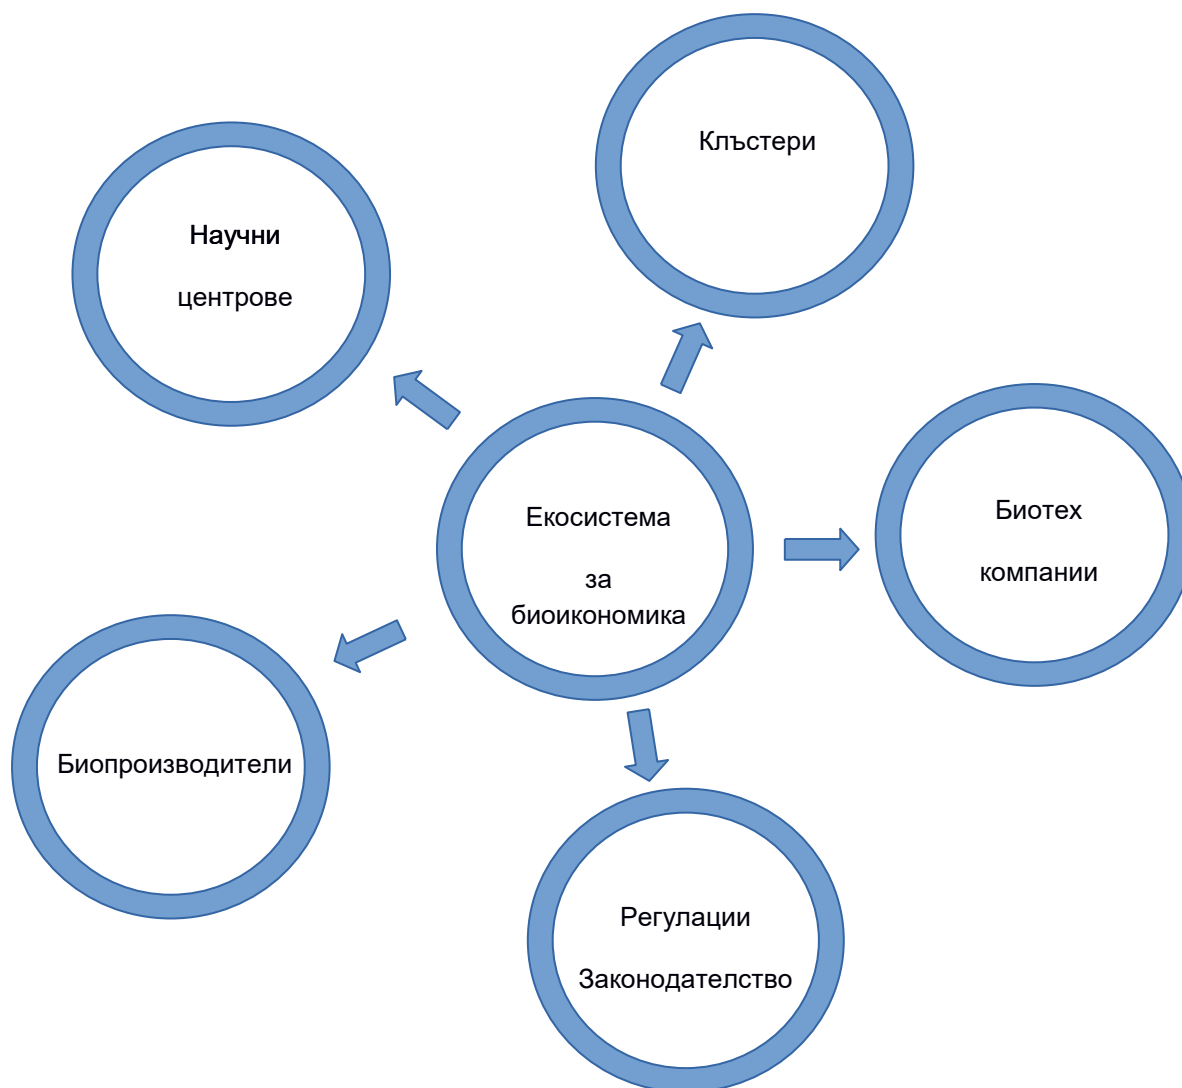 Клъстери
Научни
центрове
Екосистема
за
биоикономика
Биотех
компании
Биопроизводители
Регулации
Законодателство